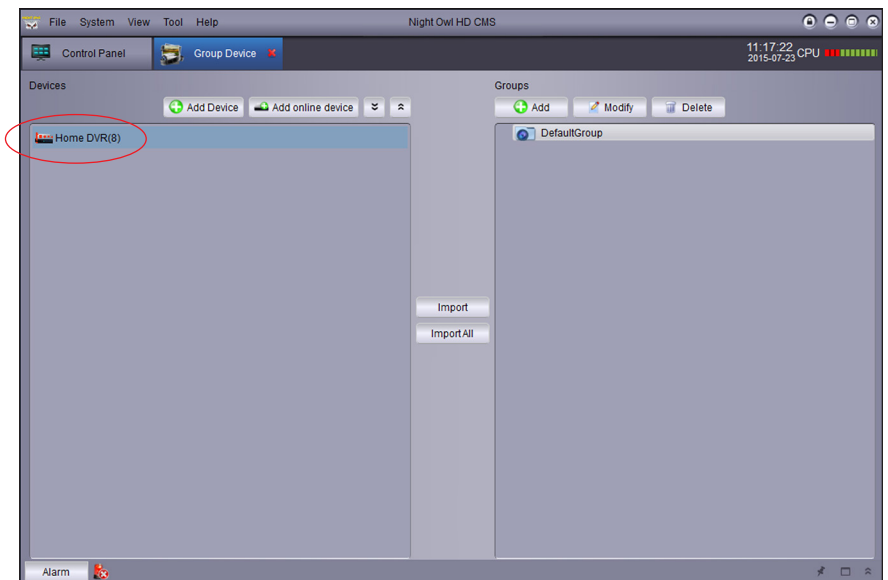 File System View Tool Help Night Owl HD CMS
Control Panel Group Device 11:17:22
2015-07-23 CPU
Devices Groups
Add Device Add online device Add Modify Delete
Home DVR(8) DefaultGroup
Import
Import All
Alarm